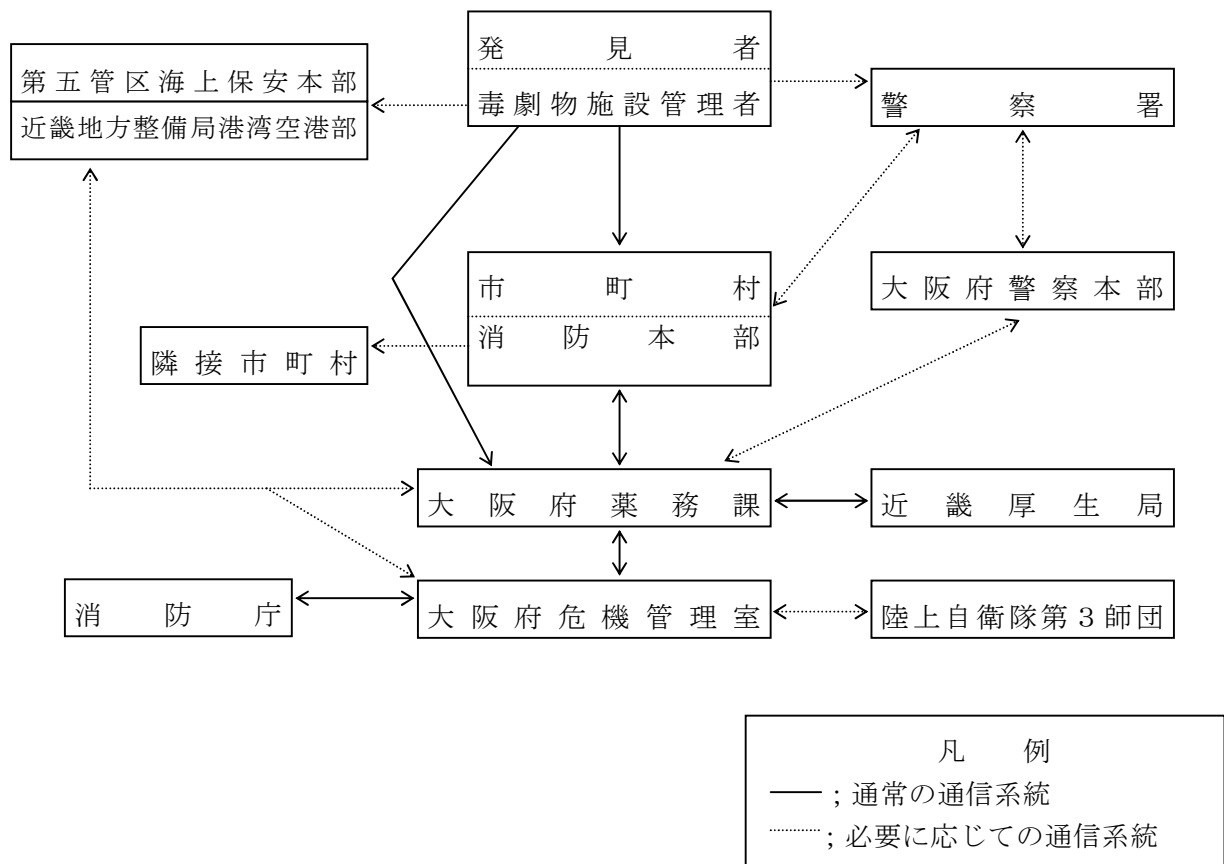 発見者
毒劇物施設管理者
第五管区海上保安本部
近畿地方整備局港湾空港部
警察署
市町村
消防本部
大阪府警察本部
隣接市町村
大阪府薬務課
近畿厚生局
消防庁
大阪府危機管理室
陸上自衛隊第３師団
凡例
；通常の通信系統
；必要に応じての通信系統